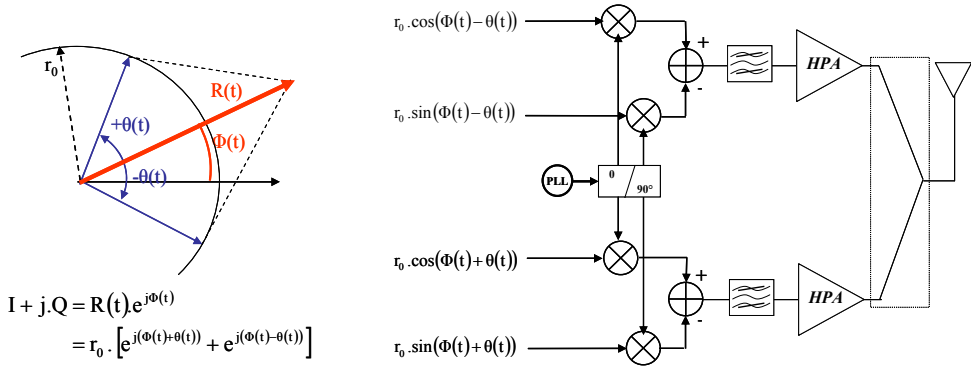 r₀
R(t)
+θ(t)
Φ(t)
-θ(t)
I + j.Q = R(t).e^{jΦ(t)}
= r₀ . [e^{j(Φ(t)+θ(t))} + e^{j(Φ(t)−θ(t))}]
r₀.cos(Φ(t)−θ(t))
+
-
HPA
r₀.sin(Φ(t)−θ(t))
PLL
0
90°
r₀.cos(Φ(t)+θ(t))
+
-
HPA
r₀.sin(Φ(t)+θ(t))